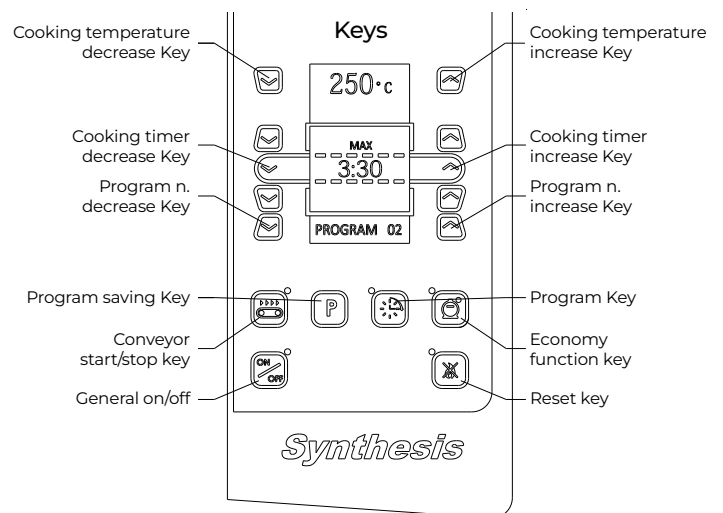 Keys
Cooking temperature
decrease Key
Cooking temperature
increase Key
250°C
Cooking timer
decrease Key
MAX
3:30
Cooking timer
increase Key
Program n.
decrease Key
Program n.
increase Key
PROGRAM 02
Program saving Key
P
Program Key
Conveyor
start/stop key
Economy
function key
ON
OFF
General on/off
Reset key
Synthesis